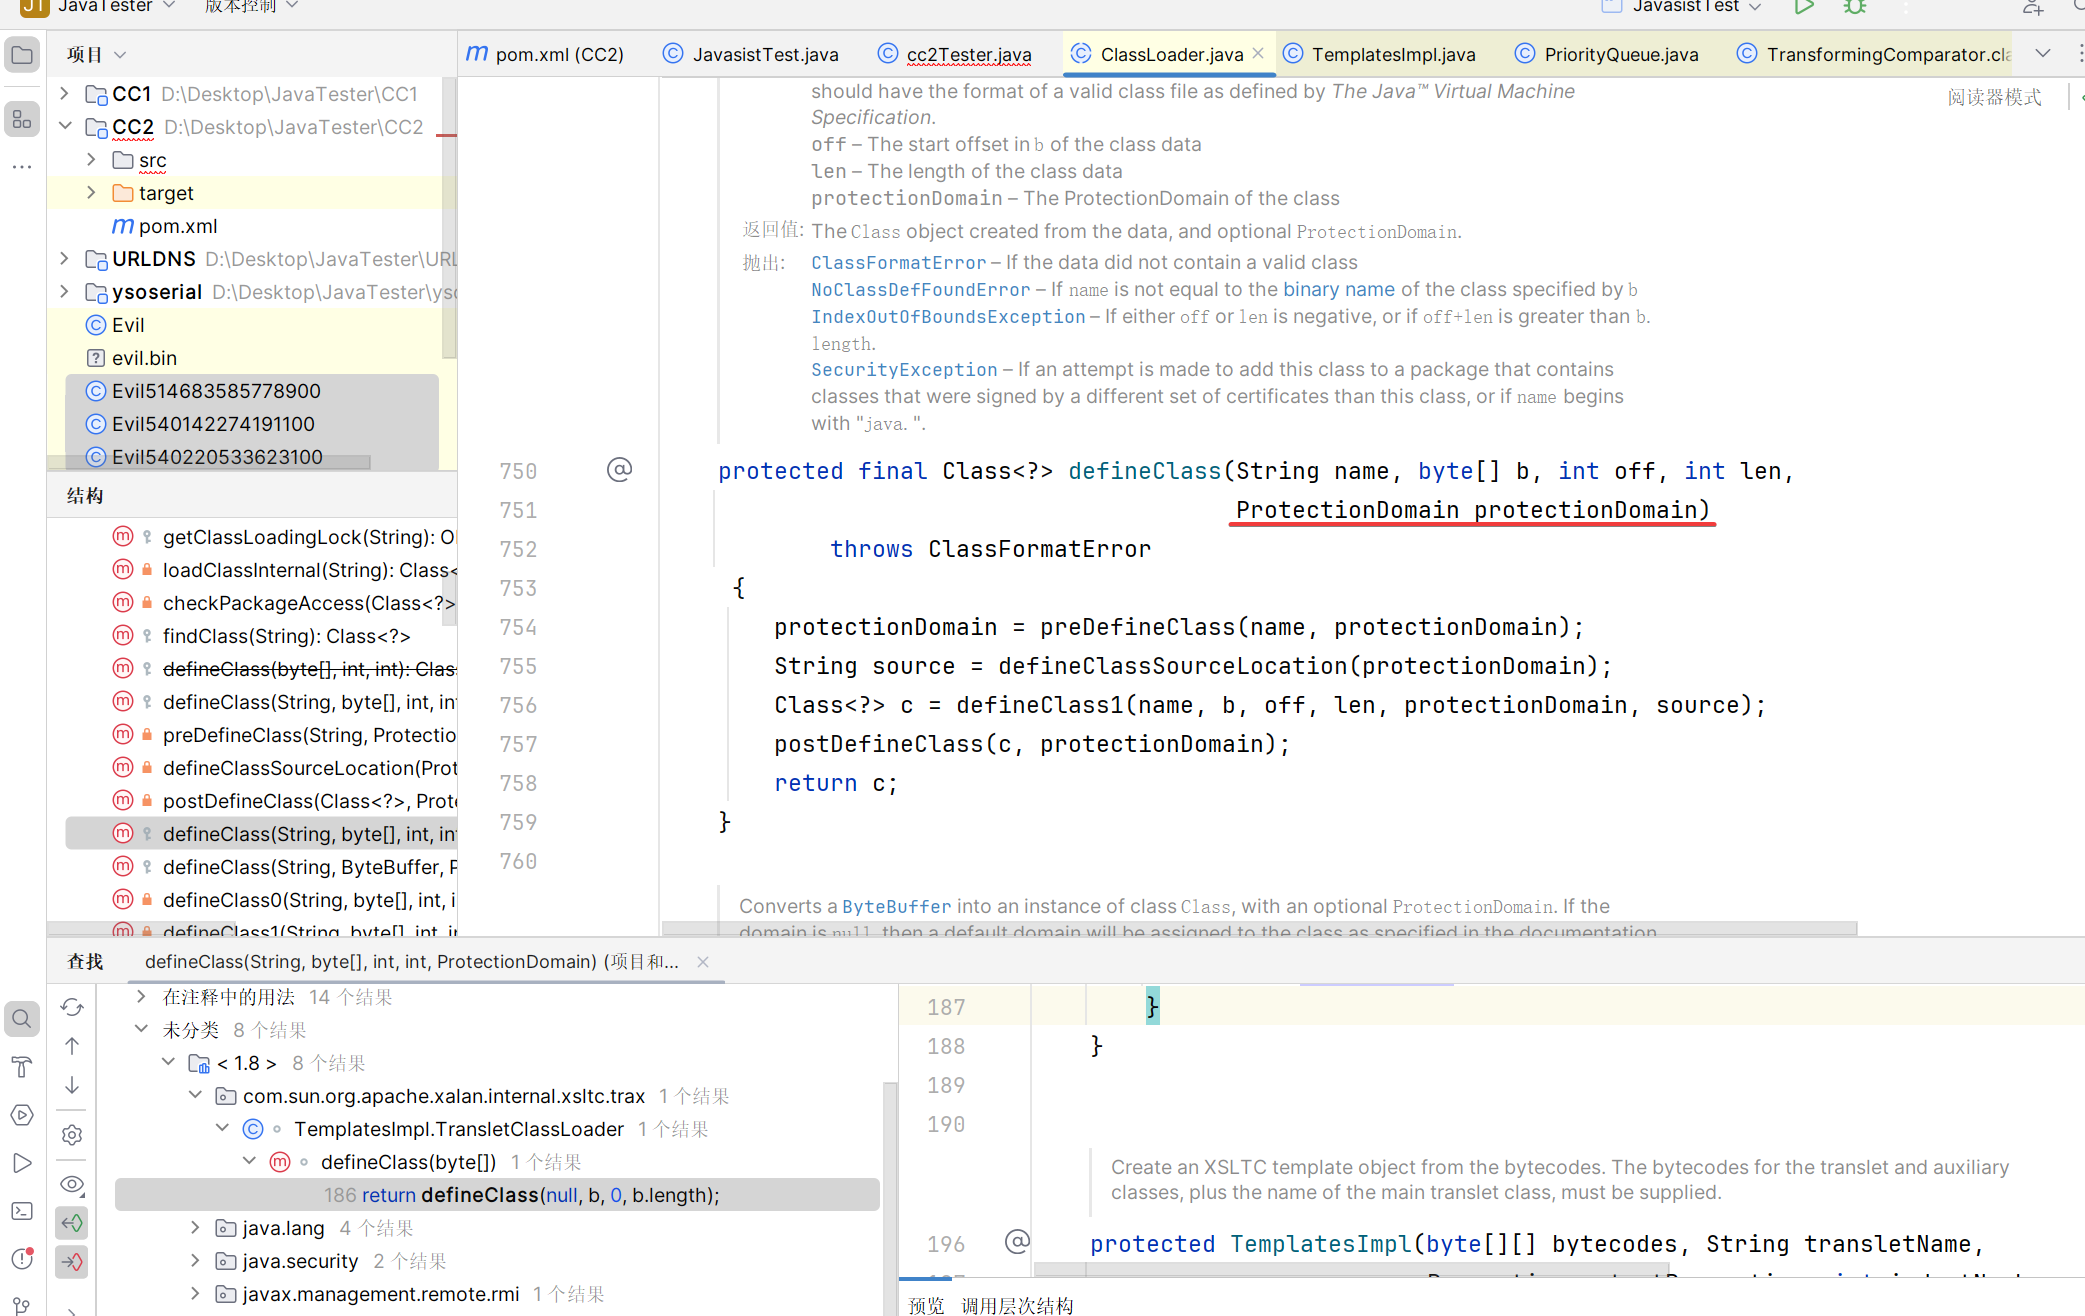 JT JavaTester 版本控制 JavasistTest
项目
pom.xml (CC2) JavasistTest.java cc2Tester.java ClassLoader.java TemplatesImpl.java PriorityQueue.java TransformingComparator.cla
CC1 D:\Desktop\JavaTester\CC1
CC2 D:\Desktop\JavaTester\CC2
src
target
pom.xml
URLDNS D:\Desktop\JavaTester\URL
ysoserial D:\Desktop\JavaTester\yso
Evil
evil.bin
Evil514683585778900
Evil540142274191100
Evil540220533623100
结构
getClassLoadingLock(String): O
loadClassInternal(String): Class<
checkPackageAccess(Class<?>
findClass(String): Class<?>
defineClass(byte[], int, int): Clas
defineClass(String, byte[], int, in
preDefineClass(String, Protectio
defineClassSourceLocation(Prot
postDefineClass(Class<?>, Prote
defineClass(String, byte[], int, in
defineClass(String, ByteBuffer, P
defineClass0(String, byte[], int, i
defineClass1(String, byte[], int, i
阅读器模式
should have the format of a valid class file as defined by The Java™ Virtual Machine
Specification.
off – The start offset in b of the class data
len – The length of the class data
protectionDomain – The ProtectionDomain of the class
返回值: The Class object created from the data, and optional ProtectionDomain.
抛出: ClassFormatError – If the data did not contain a valid class
NoClassDefFoundError – If name is not equal to the binary name of the class specified by b
IndexOutOfBoundsException – If either off or len is negative, or if off+len is greater than b.
length.
SecurityException – If an attempt is made to add this class to a package that contains
classes that were signed by a different set of certificates than this class, or if name begins
with "java. ".
750 protected final Class<?> defineClass(String name, byte[] b, int off, int len,
751 ProtectionDomain protectionDomain)
752 throws ClassFormatError
753 {
754 protectionDomain = preDefineClass(name, protectionDomain);
755 String source = defineClassSourceLocation(protectionDomain);
756 Class<?> c = defineClass1(name, b, off, len, protectionDomain, source);
757 postDefineClass(c, protectionDomain);
758 return c;
759 }
760
Converts a ByteBuffer into an instance of class Class, with an optional ProtectionDomain. If the
domain is null, then a default domain will be assigned to the class as specified in the documentation
查找 defineClass(String, byte[], int, int, ProtectionDomain) (项目和...
在注释中的用法 14 个结果
未分类 8 个结果
< 1.8 > 8 个结果
com.sun.org.apache.xalan.internal.xsltc.trax 1 个结果
TemplatesImpl.TransletClassLoader 1 个结果
defineClass(byte[]) 1 个结果
186 return defineClass(null, b, 0, b.length);
java.lang 4 个结果
java.security 2 个结果
javax.management.remote.rmi 1 个结果
187 }
188 }
189
190
Create an XSLTC template object from the bytecodes. The bytecodes for the translet and auxiliary
classes, plus the name of the main translet class, must be supplied.
196 protected TemplatesImpl(byte[][] bytecodes, String transletName,
预览 调用层次结构